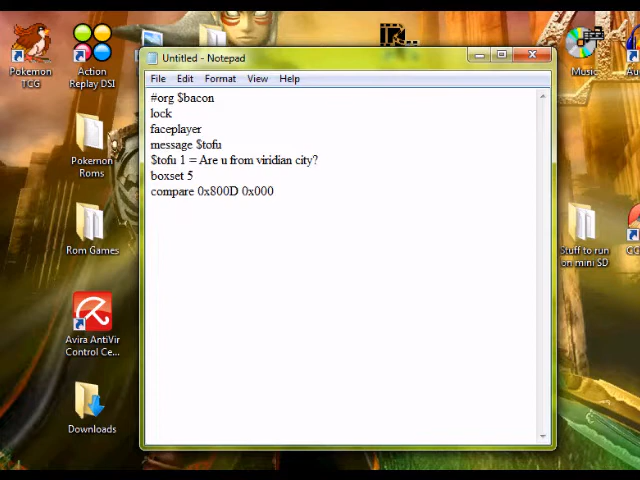 Untitled - Notepad
File Edit Format View Help
#org $bacon
lock
faceplayer
message $tofu
$tofu 1 = Are u from viridian city?
boxset 5
compare 0x800D 0x000
Pokemon
TCG
Action
Replay DSI
Pokemon
Roms
Rom Games
Avira AntiVir
Control Ce...
Downloads
Music
Stuff to run
on mini SD